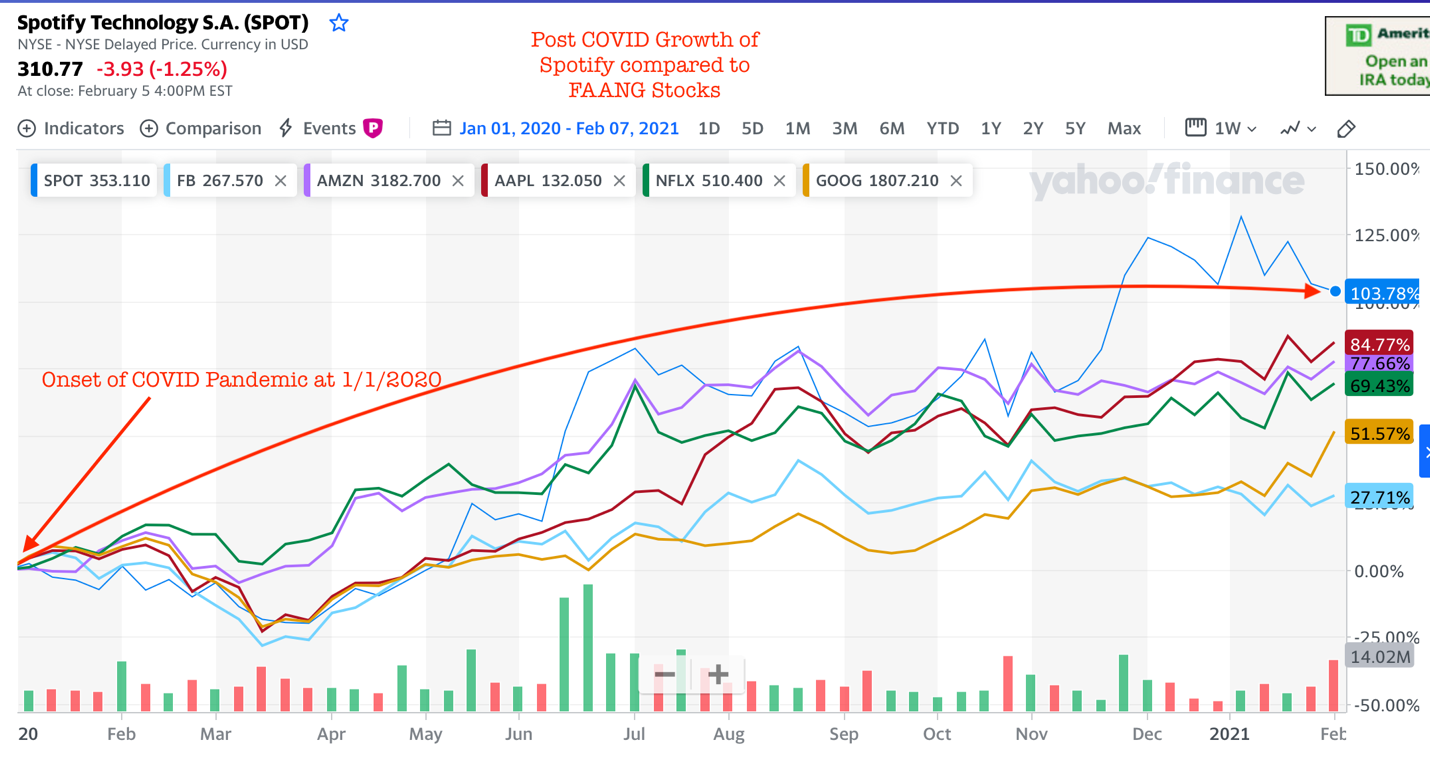 Spotify Technology S.A. (SPOT)
NYSE - NYSE Delayed Price. Currency in USD
310.77 -3.93 (-1.25%)
At close: February 5 4:00PM EST
Post COVID Growth of
Spotify compared to
FAANG Stocks
TD Amerit
Open an
IRA today
Indicators Comparison Events P Jan 01, 2020 - Feb 07, 2021 1D 5D 1M 3M 6M YTD 1Y 2Y 5Y Max 1W
SPOT 353.110 FB 267.570 AMZN 3182.700 AAPL 132.050 NFLX 510.400 GOOG 1807.210
yahoo!finance
150.00%
125.00%
103.78%
100.00%
84.77%
77.66%
69.43%
51.57%
27.71%
25.00%
0.00%
-25.00%
14.02M
-50.00%
Onset of COVID Pandemic at 1/1/2020
20 Feb Mar Apr May Jun Jul Aug Sep Oct Nov Dec 2021 Feb